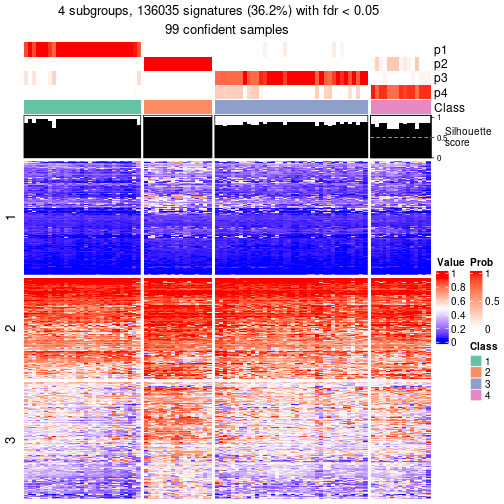 4 subgroups, 136035 signatures (36.2%) with fdr < 0.05
99 confident samples
p1
p2
p3
p4
Class
1
0.5
0
Silhouette
score
1
2
3
Value
1
0.8
0.6
0.4
0.2
0
Prob
1
0.5
0
Class
1
2
3
4